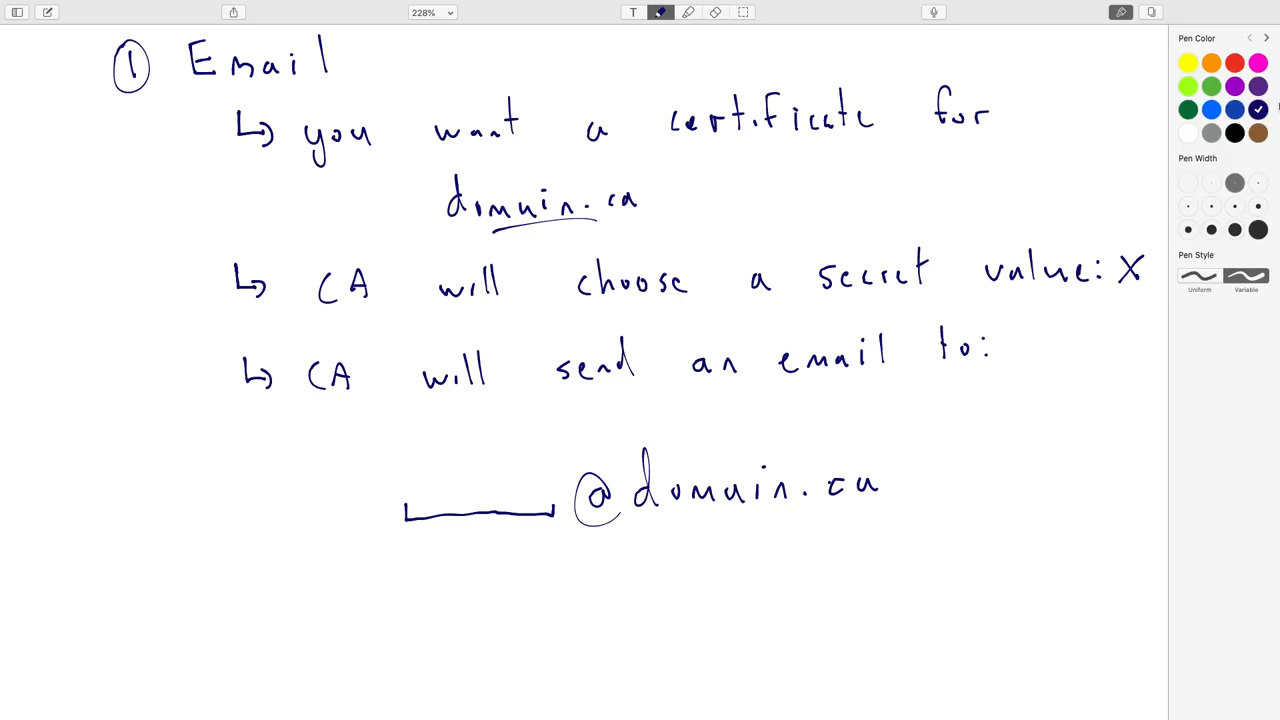 228%
T
Pen Color
① Email
↳ you want a certificate for
domain.ca
Pen Width
↳ CA will choose a secret value: X
Pen Style
Uniform Variable
↳ CA will send an email to:
@domain.ca